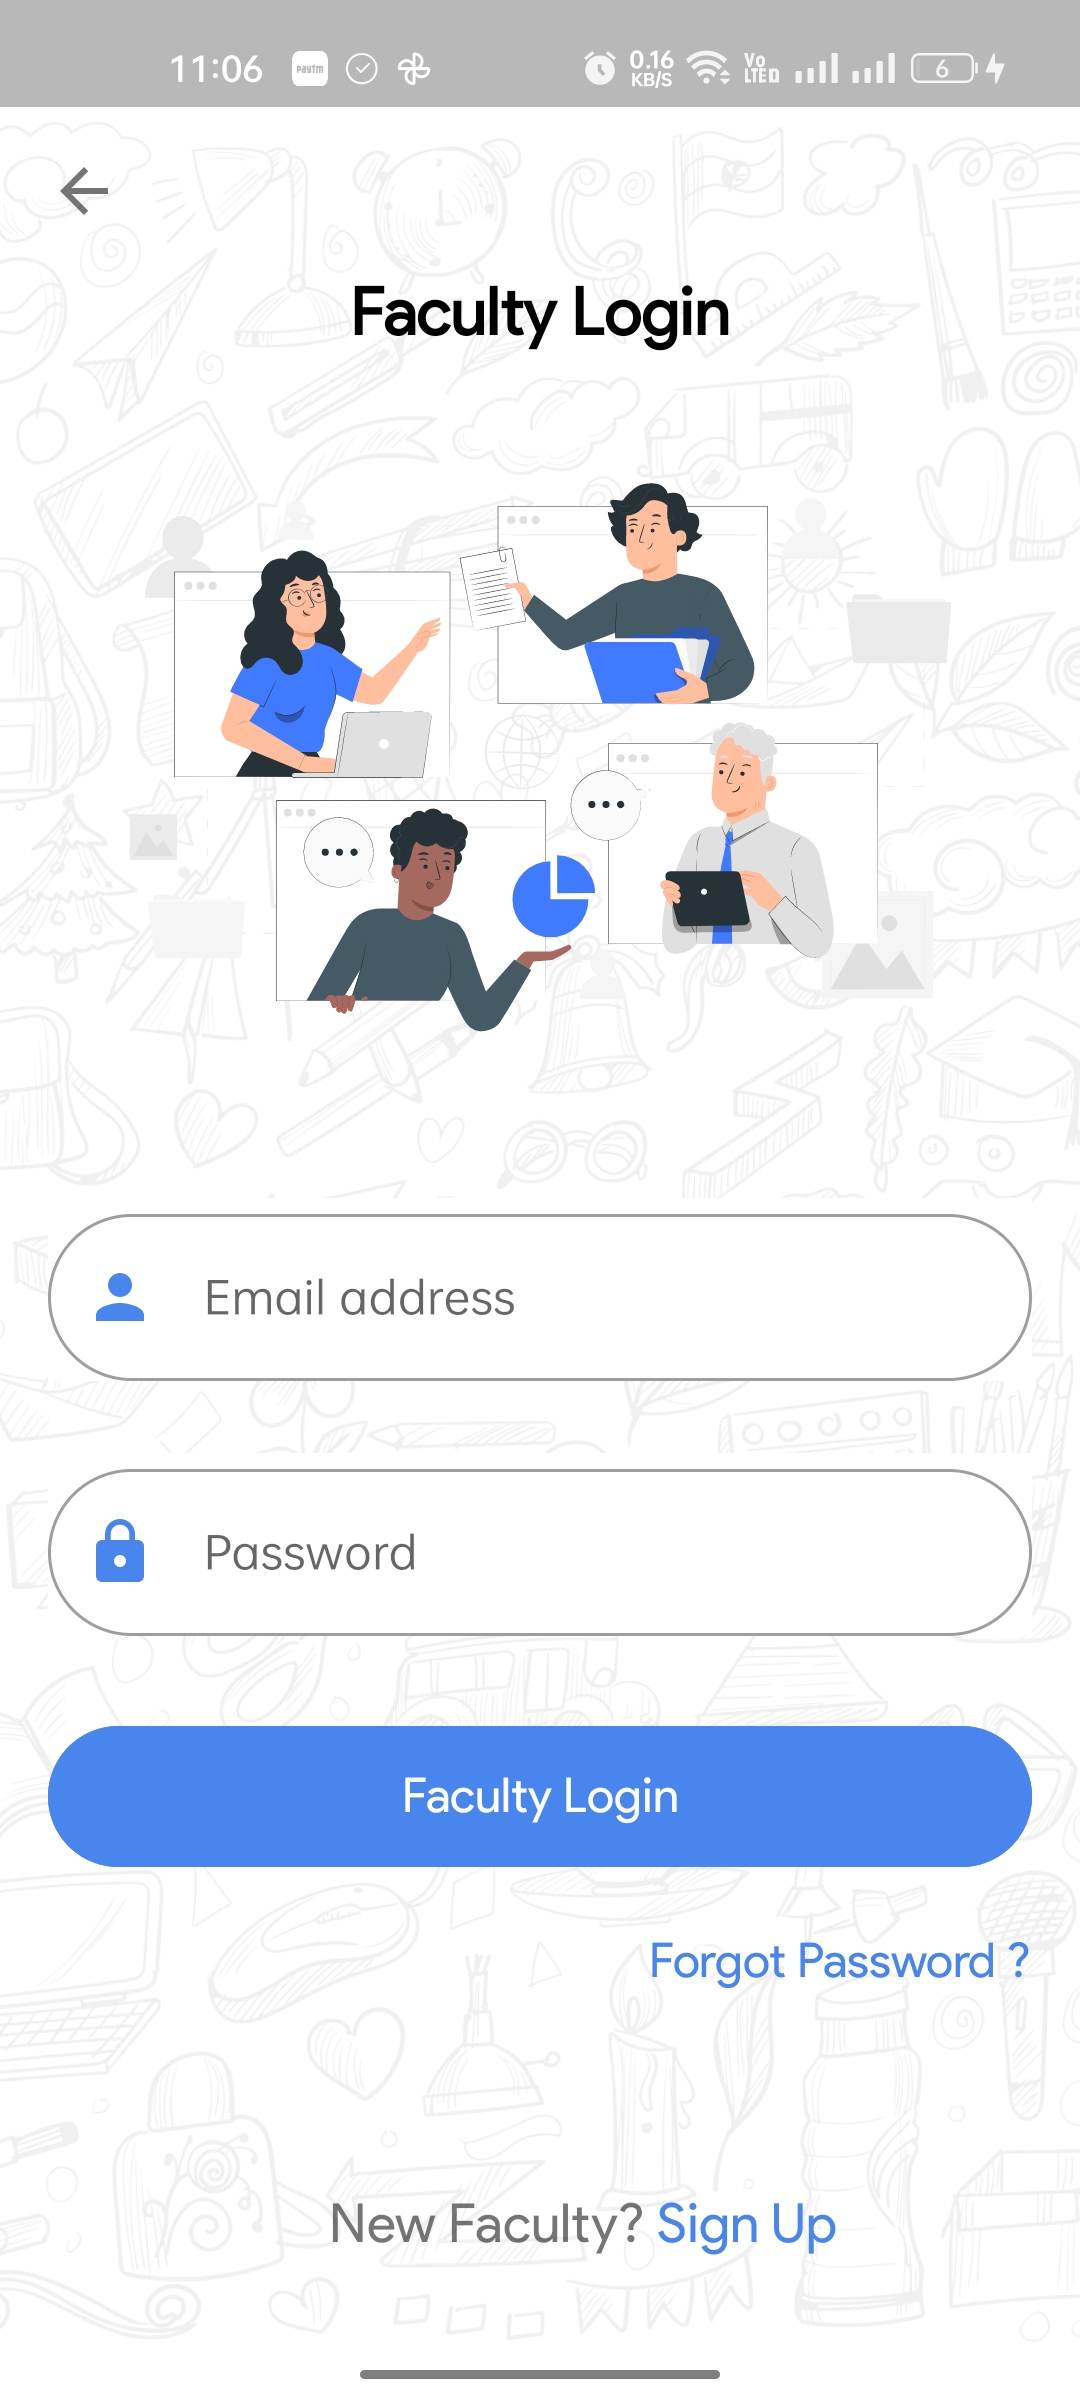 11:06 paytm 0.16 KB/S Vo LTED 6
Faculty Login
Email address
Password
Faculty Login
Forgot Password ?
New Faculty? Sign Up